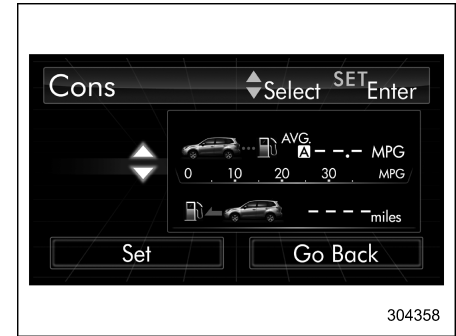 Cons Select SET Enter
AVG.
A --.- MPG
0 10 20 30 MPG
---- miles
Set Go Back
304358